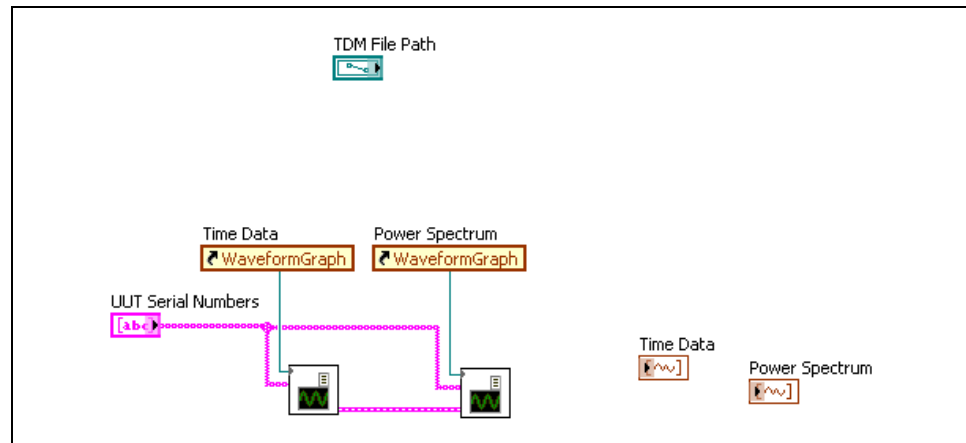 TDM File Path
Time Data
Power Spectrum
WaveformGraph
WaveformGraph
UUT Serial Numbers
[abc]
Time Data
Power Spectrum